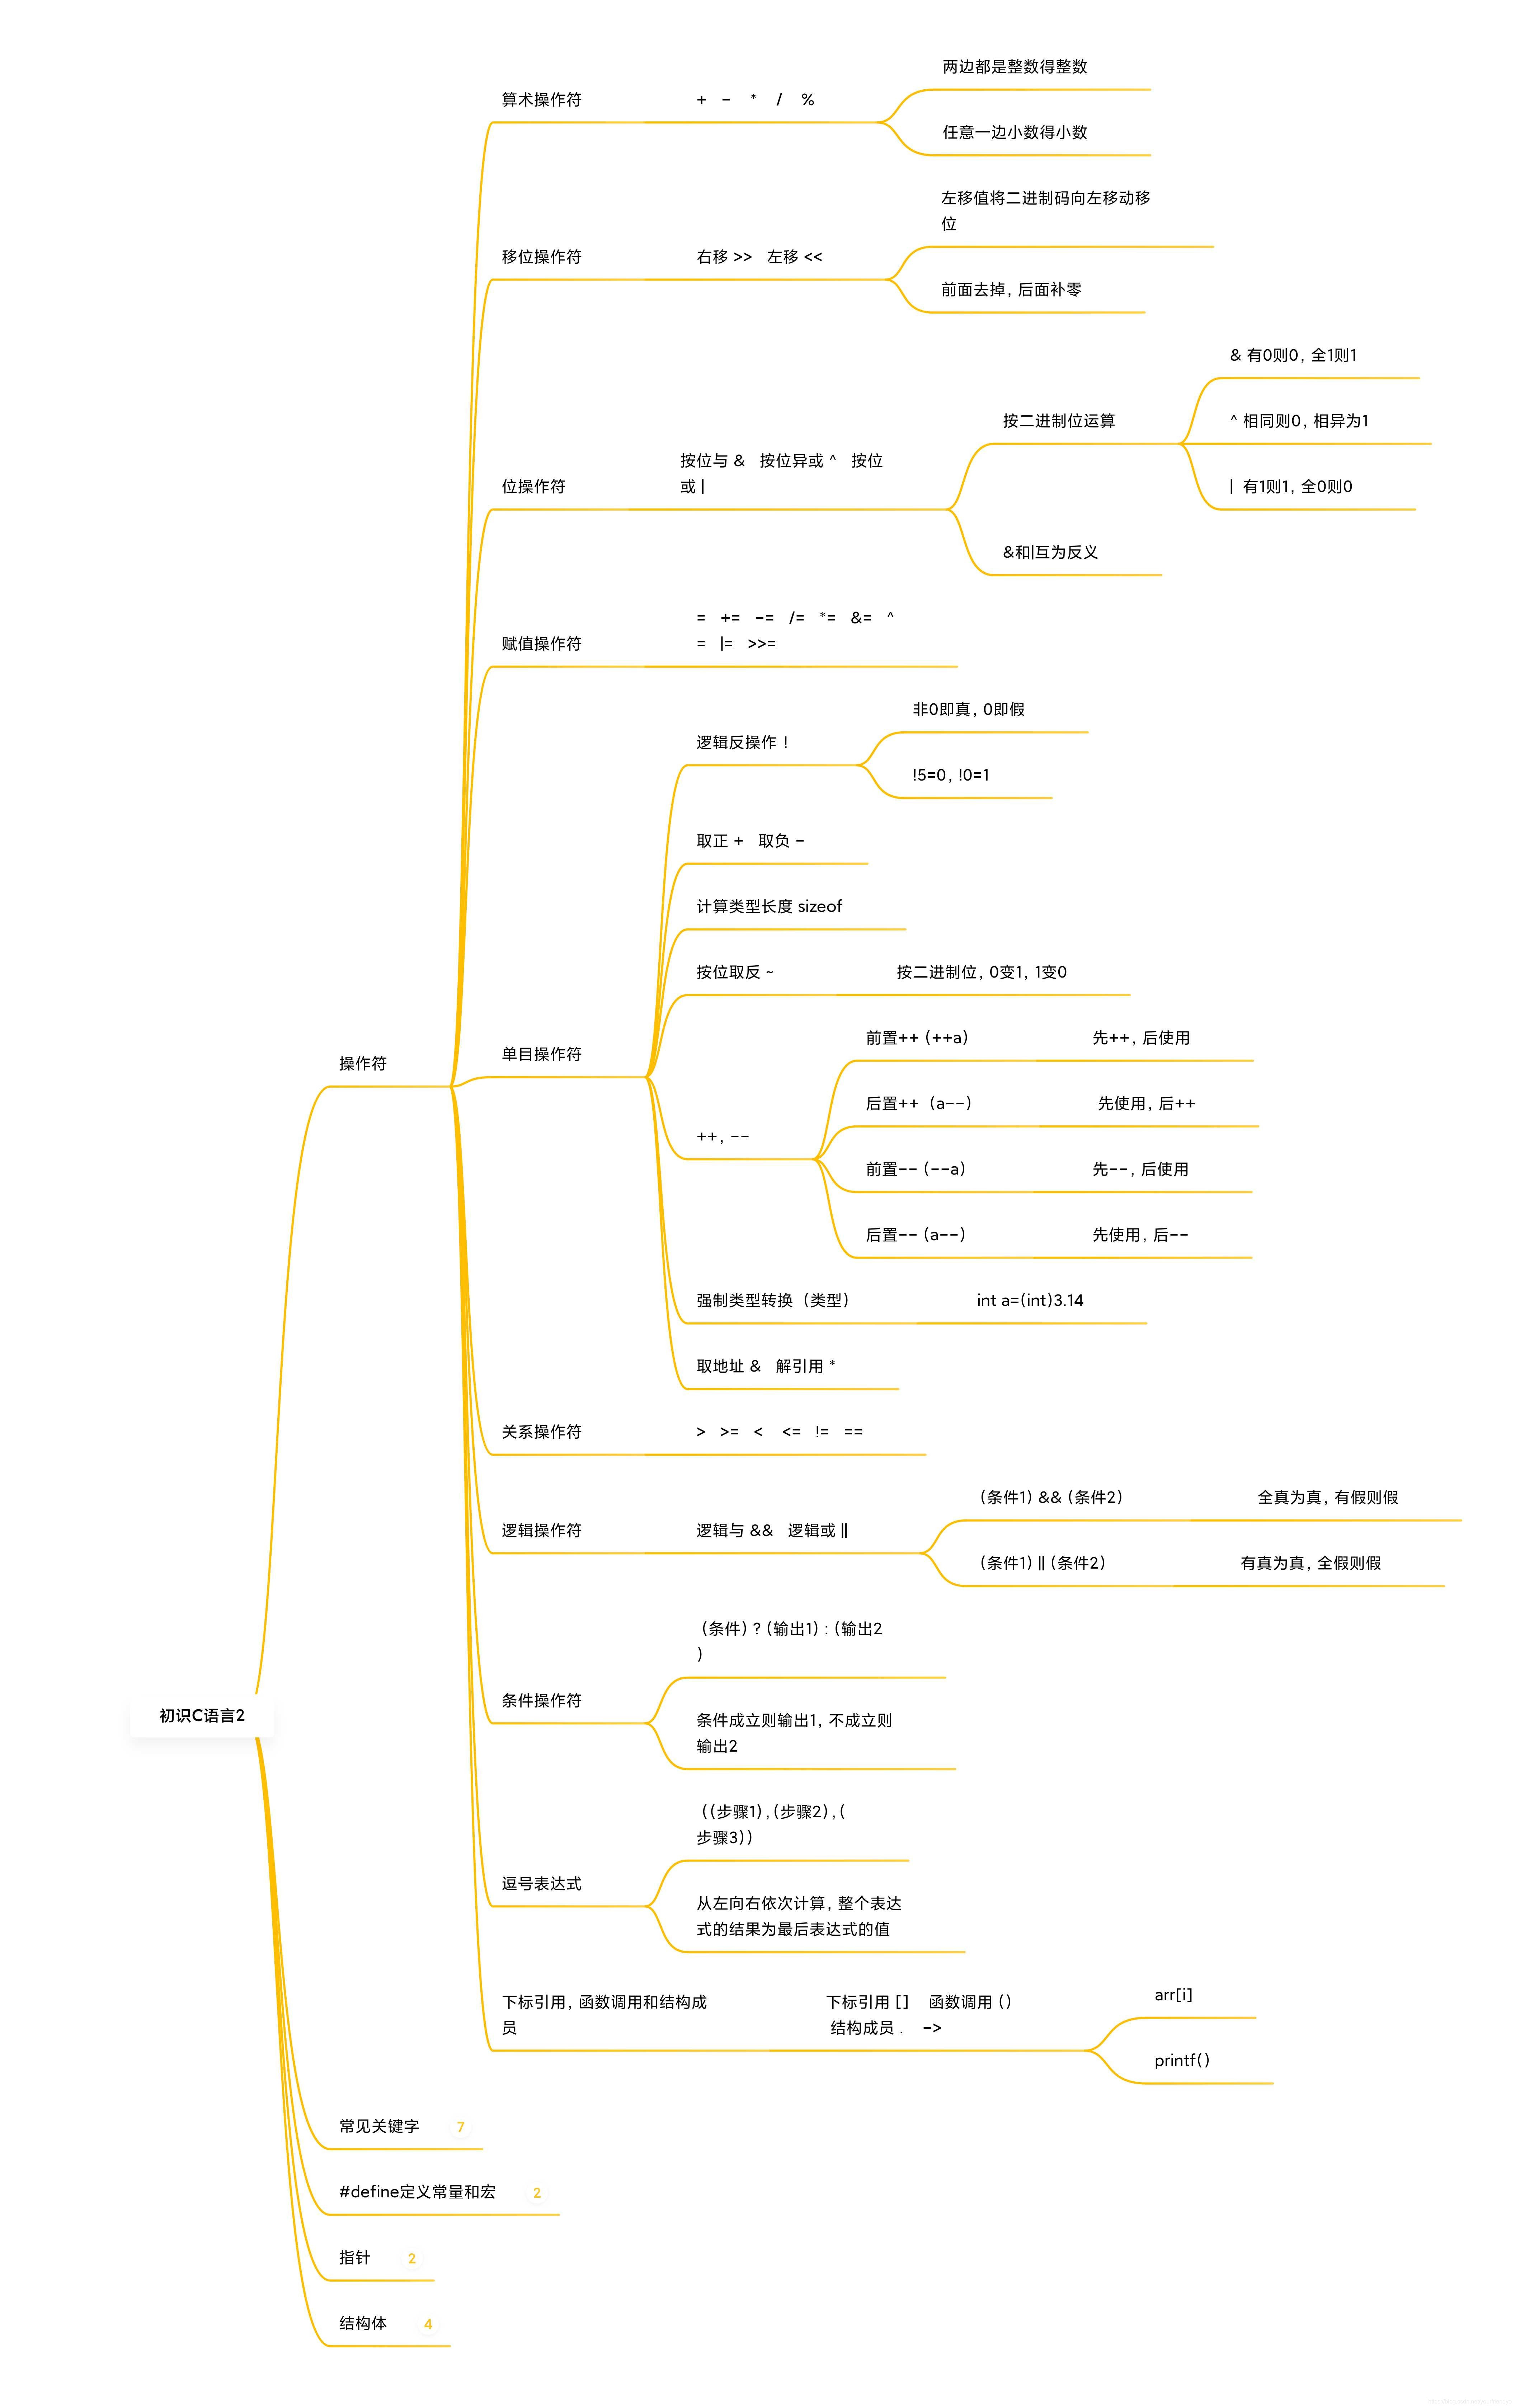 两边都是整数得整数
算术操作符
+ - * / %
任意一边小数得小数
左移值将二进制码向左移动移
位
移位操作符
右移 >> 左移 <<
前面去掉, 后面补零
& 有0则0, 全1则1
按二进制位运算
^ 相同则0, 相异为1
按位与 & 按位异或 ^ 按位
或 |
位操作符
| 有1则1, 全0则0
&和|互为反义
= += -= /= *= &= ^
= |= >>=
赋值操作符
非0即真, 0即假
逻辑反操作 !
!5=0, !0=1
取正 + 取负 -
计算类型长度 sizeof
按位取反 ~
按二进制位, 0变1, 1变0
前置++ (++a)
先++, 后使用
操作符
单目操作符
后置++ (a--)
先使用, 后++
++, --
前置-- (--a)
先--, 后使用
后置-- (a--)
先使用, 后--
强制类型转换（类型）
int a=(int)3.14
取地址 & 解引用 *
关系操作符
> >= < <= != ==
(条件1) && (条件2)
全真为真, 有假则假
逻辑操作符
逻辑与 && 逻辑或 ||
(条件1) || (条件2)
有真为真, 全假则假
(条件) ? (输出1) : (输出2
)
条件操作符
条件成立则输出1, 不成立则
输出2
初识C语言2
((步骤1),(步骤2),(
步骤3))
逗号表达式
从左向右依次计算, 整个表达
式的结果为最后表达式的值
下标引用, 函数调用和结构成
员
下标引用 [] 函数调用 ()
结构成员 . ->
arr[i]
printf()
常见关键字 7
#define定义常量和宏 2
指针 2
结构体 4